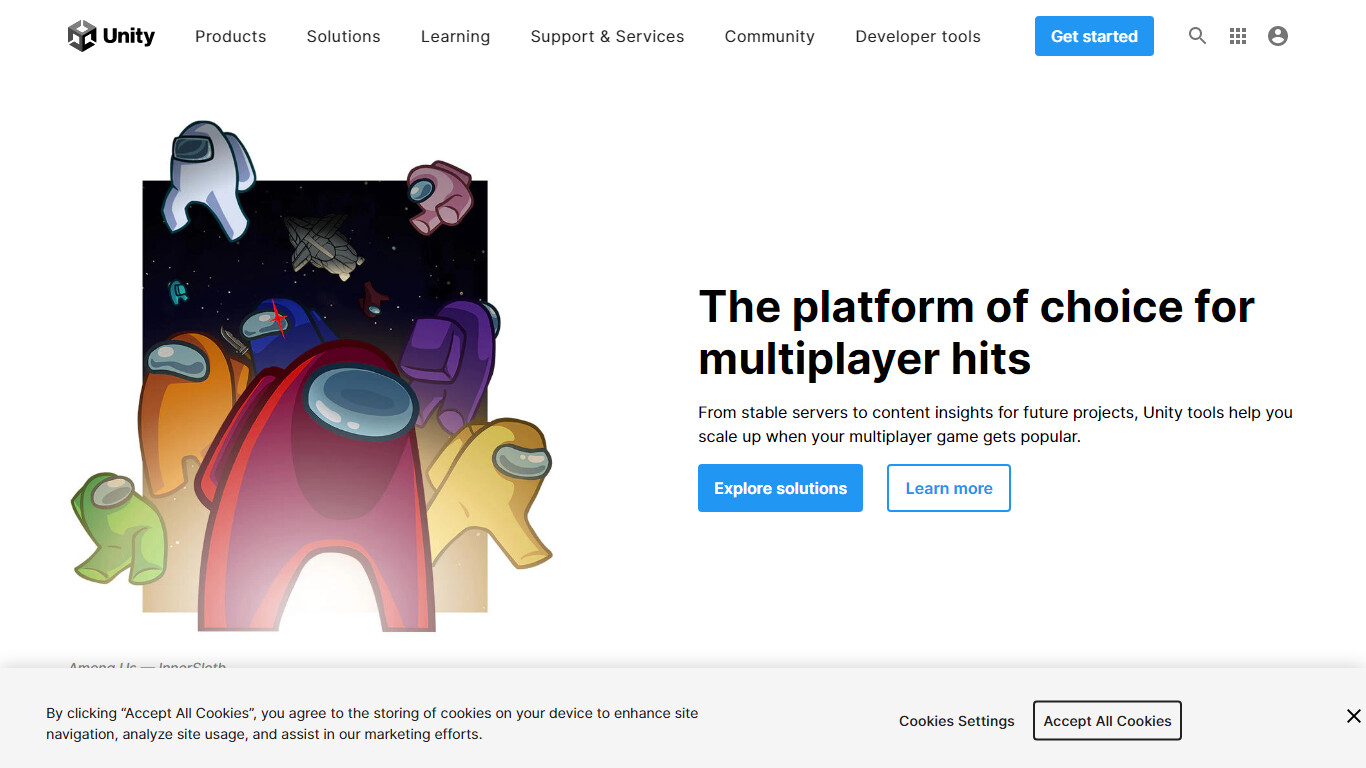 Unity
Products
Solutions
Learning
Support & Services
Community
Developer tools
Get started
The platform of choice for
multiplayer hits
From stable servers to content insights for future projects, Unity tools help you
scale up when your multiplayer game gets popular.
Explore solutions
Learn more
Among Us — InnerSloth
By clicking “Accept All Cookies”, you agree to the storing of cookies on your device to enhance site
navigation, analyze site usage, and assist in our marketing efforts.
Cookies Settings
Accept All Cookies